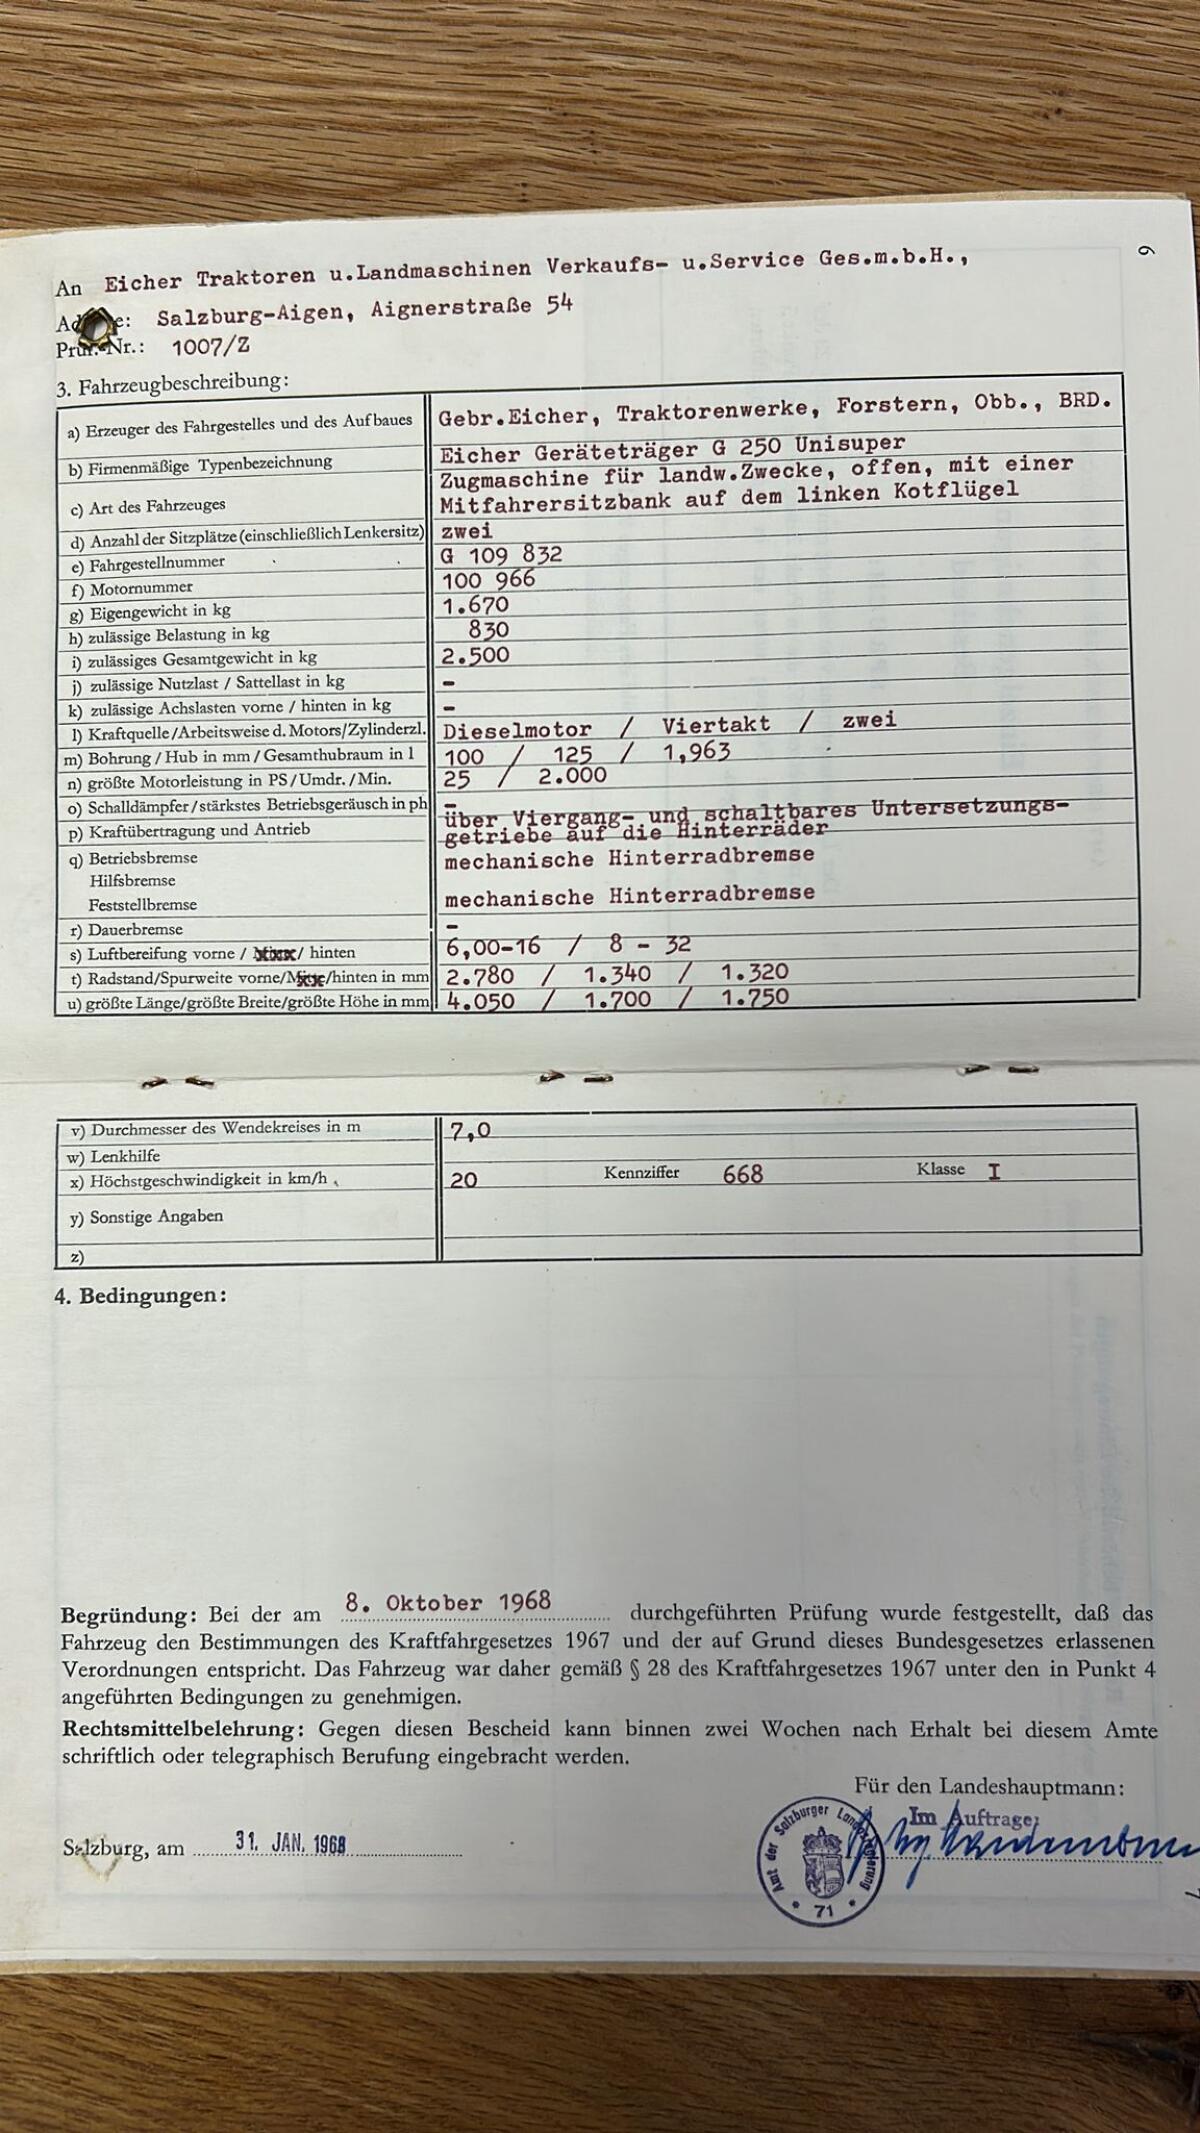 6
An Eicher Traktoren u.Landmaschinen Verkaufs- u.Service Ges.m.b.H.,
Salzburg-Aigen, Aignerstraße 54
Prüf.-Nr.: 1007/Z
3. Fahrzeugbeschreibung:
a) Erzeuger des Fahrgestelles und des Aufbaues Gebr.Eicher, Traktorenwerke, Forstern, Obb., BRD.
b) Firmenmäßige Typenbezeichnung Eicher Geräteträger G 250 Unisuper
c) Art des Fahrzeuges Zugmaschine für landw.Zwecke, offen, mit einer
Mitfahrersitzbank auf dem linken Kotflügel
d) Anzahl der Sitzplätze (einschließlich Lenkersitz) zwei
e) Fahrgestellnummer G 109 832
f) Motornummer 100 966
g) Eigengewicht in kg 1.670
h) zulässige Belastung in kg 830
i) zulässiges Gesamtgewicht in kg 2.500
j) zulässige Nutzlast / Sattellast in kg -
k) zulässige Achslasten vorne / hinten in kg -
l) Kraftquelle/Arbeitsweise d. Motors/Zylinderzl. Dieselmotor / Viertakt / zwei
m) Bohrung / Hub in mm / Gesamthubraum in l 100 / 125 / 1,963
n) größte Motorleistung in PS/Umdr./Min. 25 / 2.000
o) Schalldämpfer/stärkstes Betriebsgeräusch in ph -
p) Kraftübertragung und Antrieb über Viergang- und schaltbares Untersetzungs-
getriebe auf die Hinterräder
q) Betriebsbremse mechanische Hinterradbremse
Hilfsbremse
Feststellbremse mechanische Hinterradbremse
r) Dauerbremse -
s) Luftbereifung vorne / / hinten 6,00-16 / 8 - 32
t) Radstand/Spurweite vorne/ /hinten in mm 2.780 / 1.340 / 1.320
u) größte Länge/größte Breite/größte Höhe in mm 4.050 / 1.700 / 1.750
v) Durchmesser des Wendekreises in m 7,0
w) Lenkhilfe
x) Höchstgeschwindigkeit in km/h 20 Kennziffer 668 Klasse I
y) Sonstige Angaben
z)
4. Bedingungen:
Begründung: Bei der am 8. Oktober 1968 durchgeführten Prüfung wurde festgestellt, daß das
Fahrzeug den Bestimmungen des Kraftfahrgesetzes 1967 und der auf Grund dieses Bundesgesetzes erlassenen
Verordnungen entspricht. Das Fahrzeug war daher gemäß § 28 des Kraftfahrgesetzes 1967 unter den in Punkt 4
angeführten Bedingungen zu genehmigen.
Rechtsmittelbelehrung: Gegen diesen Bescheid kann binnen zwei Wochen nach Erhalt bei diesem Amte
schriftlich oder telegraphisch Berufung eingebracht werden.
Für den Landeshauptmann:
Im Auftrage:
Salzburg, am 31. JAN. 1968
Amt der Salzburger Landesregierung
* 71 *